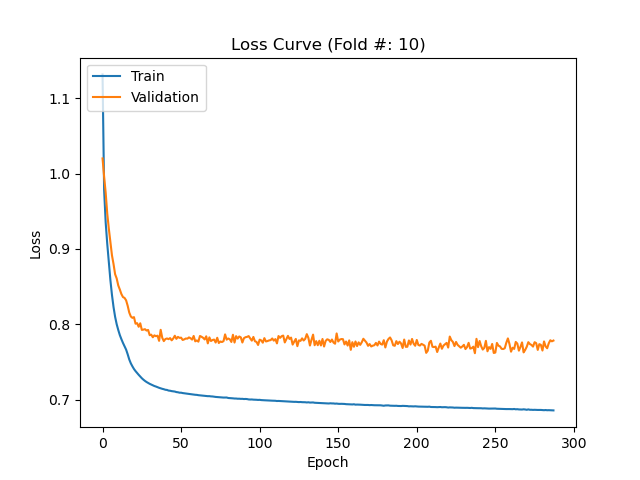 Loss Curve (Fold #: 10)
Train
Validation
1.1
1.0
0.9
0.8
0.7
Loss
0 50 100 150 200 250 300
Epoch